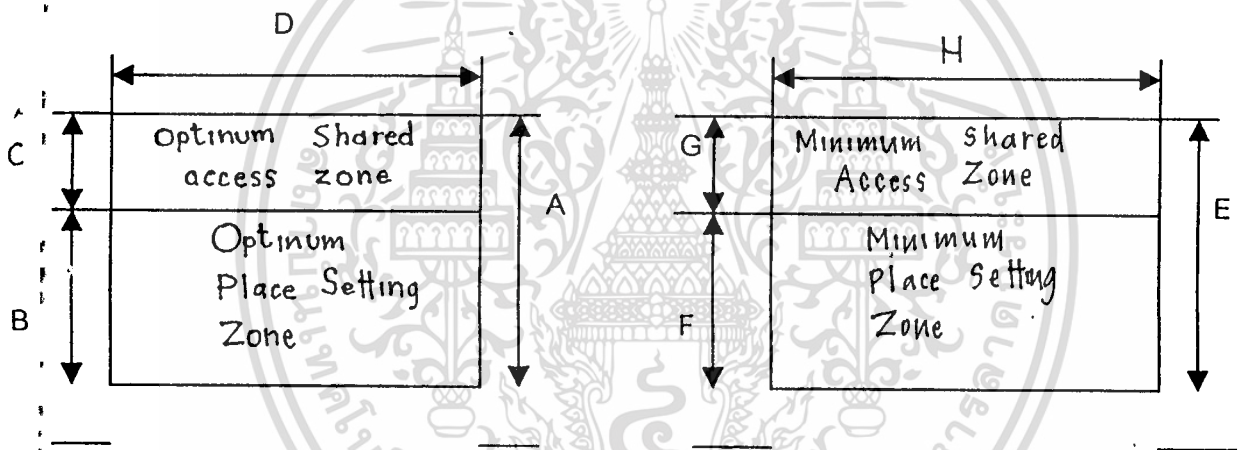 D
H
C
Optinum Shared
access zone
A
G
Minimum shared
Access Zone
E
B
Optinum
Place Setting
Zone
F
Minimum
Place Setting
Zone